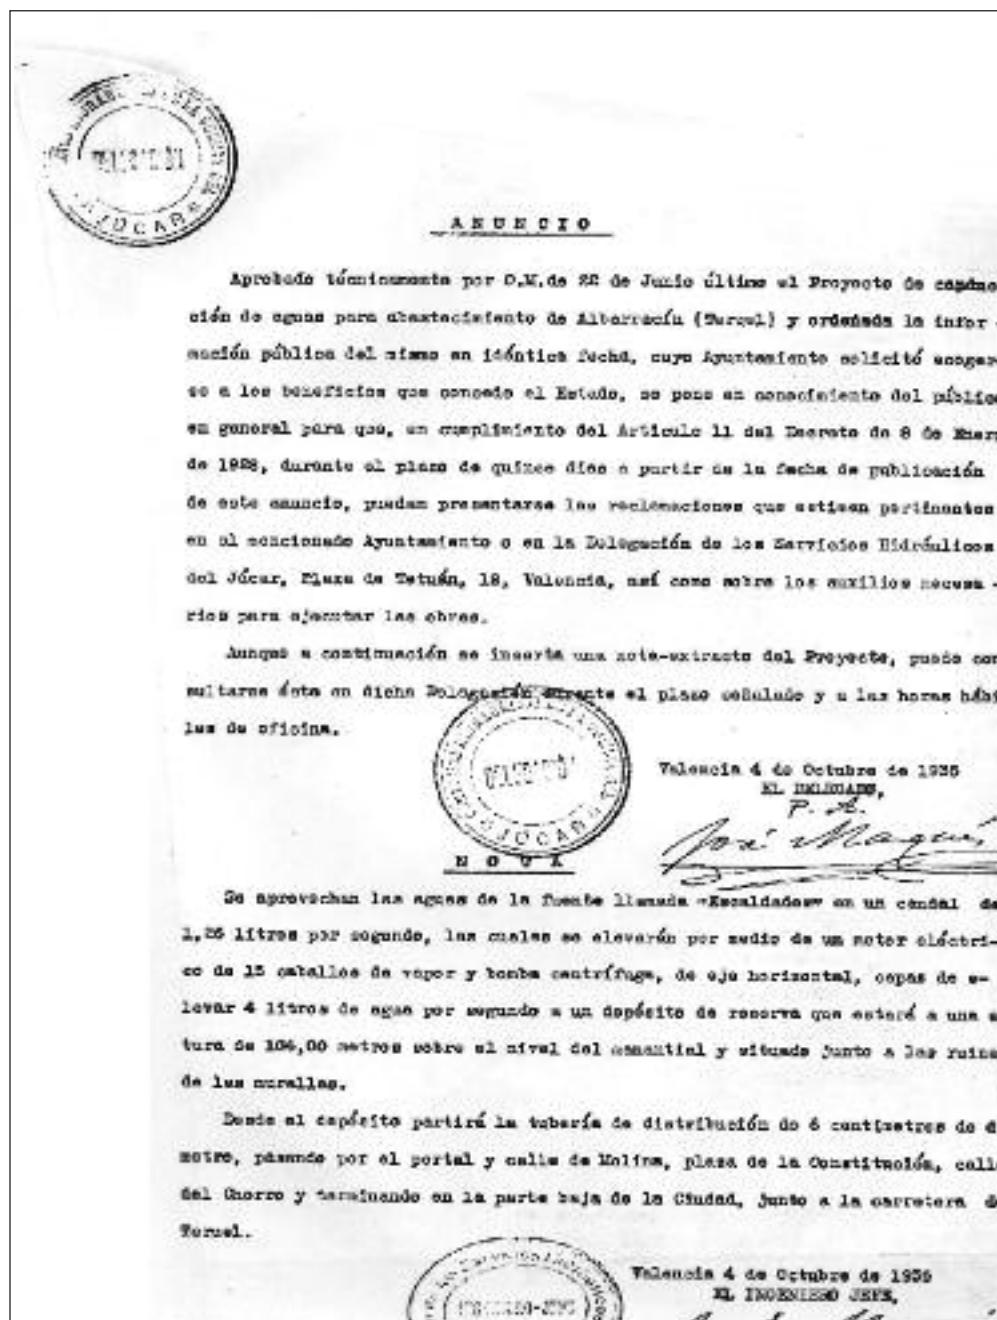 JUCAR
ANUNCIO
Aprobado técnicamente por O.M. de 22 de Junio último el Proyecto de conduc
ción de aguas para abastecimiento de Albarracín (Teruel) y ordenada la infor -
mación pública del mismo en idéntica fecha, cuyo Ayuntamiento solicitó acoger
se a los beneficios que concede el Estado, se pone en conocimiento del público
en general para que, en cumplimiento del Artículo 11 del Decreto de 8 de Enero
de 1928, durante el plazo de quince días a partir de la fecha de publicación
de este anuncio, puedan presentarse las reclamaciones que estimen pertinentes
en el mencionado Ayuntamiento o en la Delegación de los Servicios Hidráulicos
del Júcar, Plaza de Tetuán, 18, Valencia, así como sobre los auxilios necesa -
rios para ejecutar las obras.
Aunque a continuación se inserta una nota-extracto del Proyecto, puede con
sultarse éste en dicha Delegación durante el plazo señalado y a las horas hábi
les de oficina.
JUCAR
Valencia 4 de Octubre de 1935
EL DELEGADO,
P. A.
José
NOTA
Se aprovechan las aguas de la fuente llamada "Escaldados" en un caudal de
1,25 litros por segundo, las cuales se elevarán por medio de un motor eléctri-
co de 15 caballos de vapor y bomba centrífuga, de eje horizontal, capaz de e-
levar 4 litros de agua por segundo a un depósito de reserva que estará a una a
tura de 104,00 metros sobre el nivel del manantial y situado junto a las ruinas
de las murallas.
Desde el depósito partirá la tubería de distribución de 6 centímetros de d
metro, pasando por el portal y calle de Molina, plaza de la Constitución, calle
del Chorro y terminando en la parte baja de la Ciudad, junto a la carretera de
Teruel.
Valencia 4 de Octubre de 1935
EL INGENIERO JEFE,